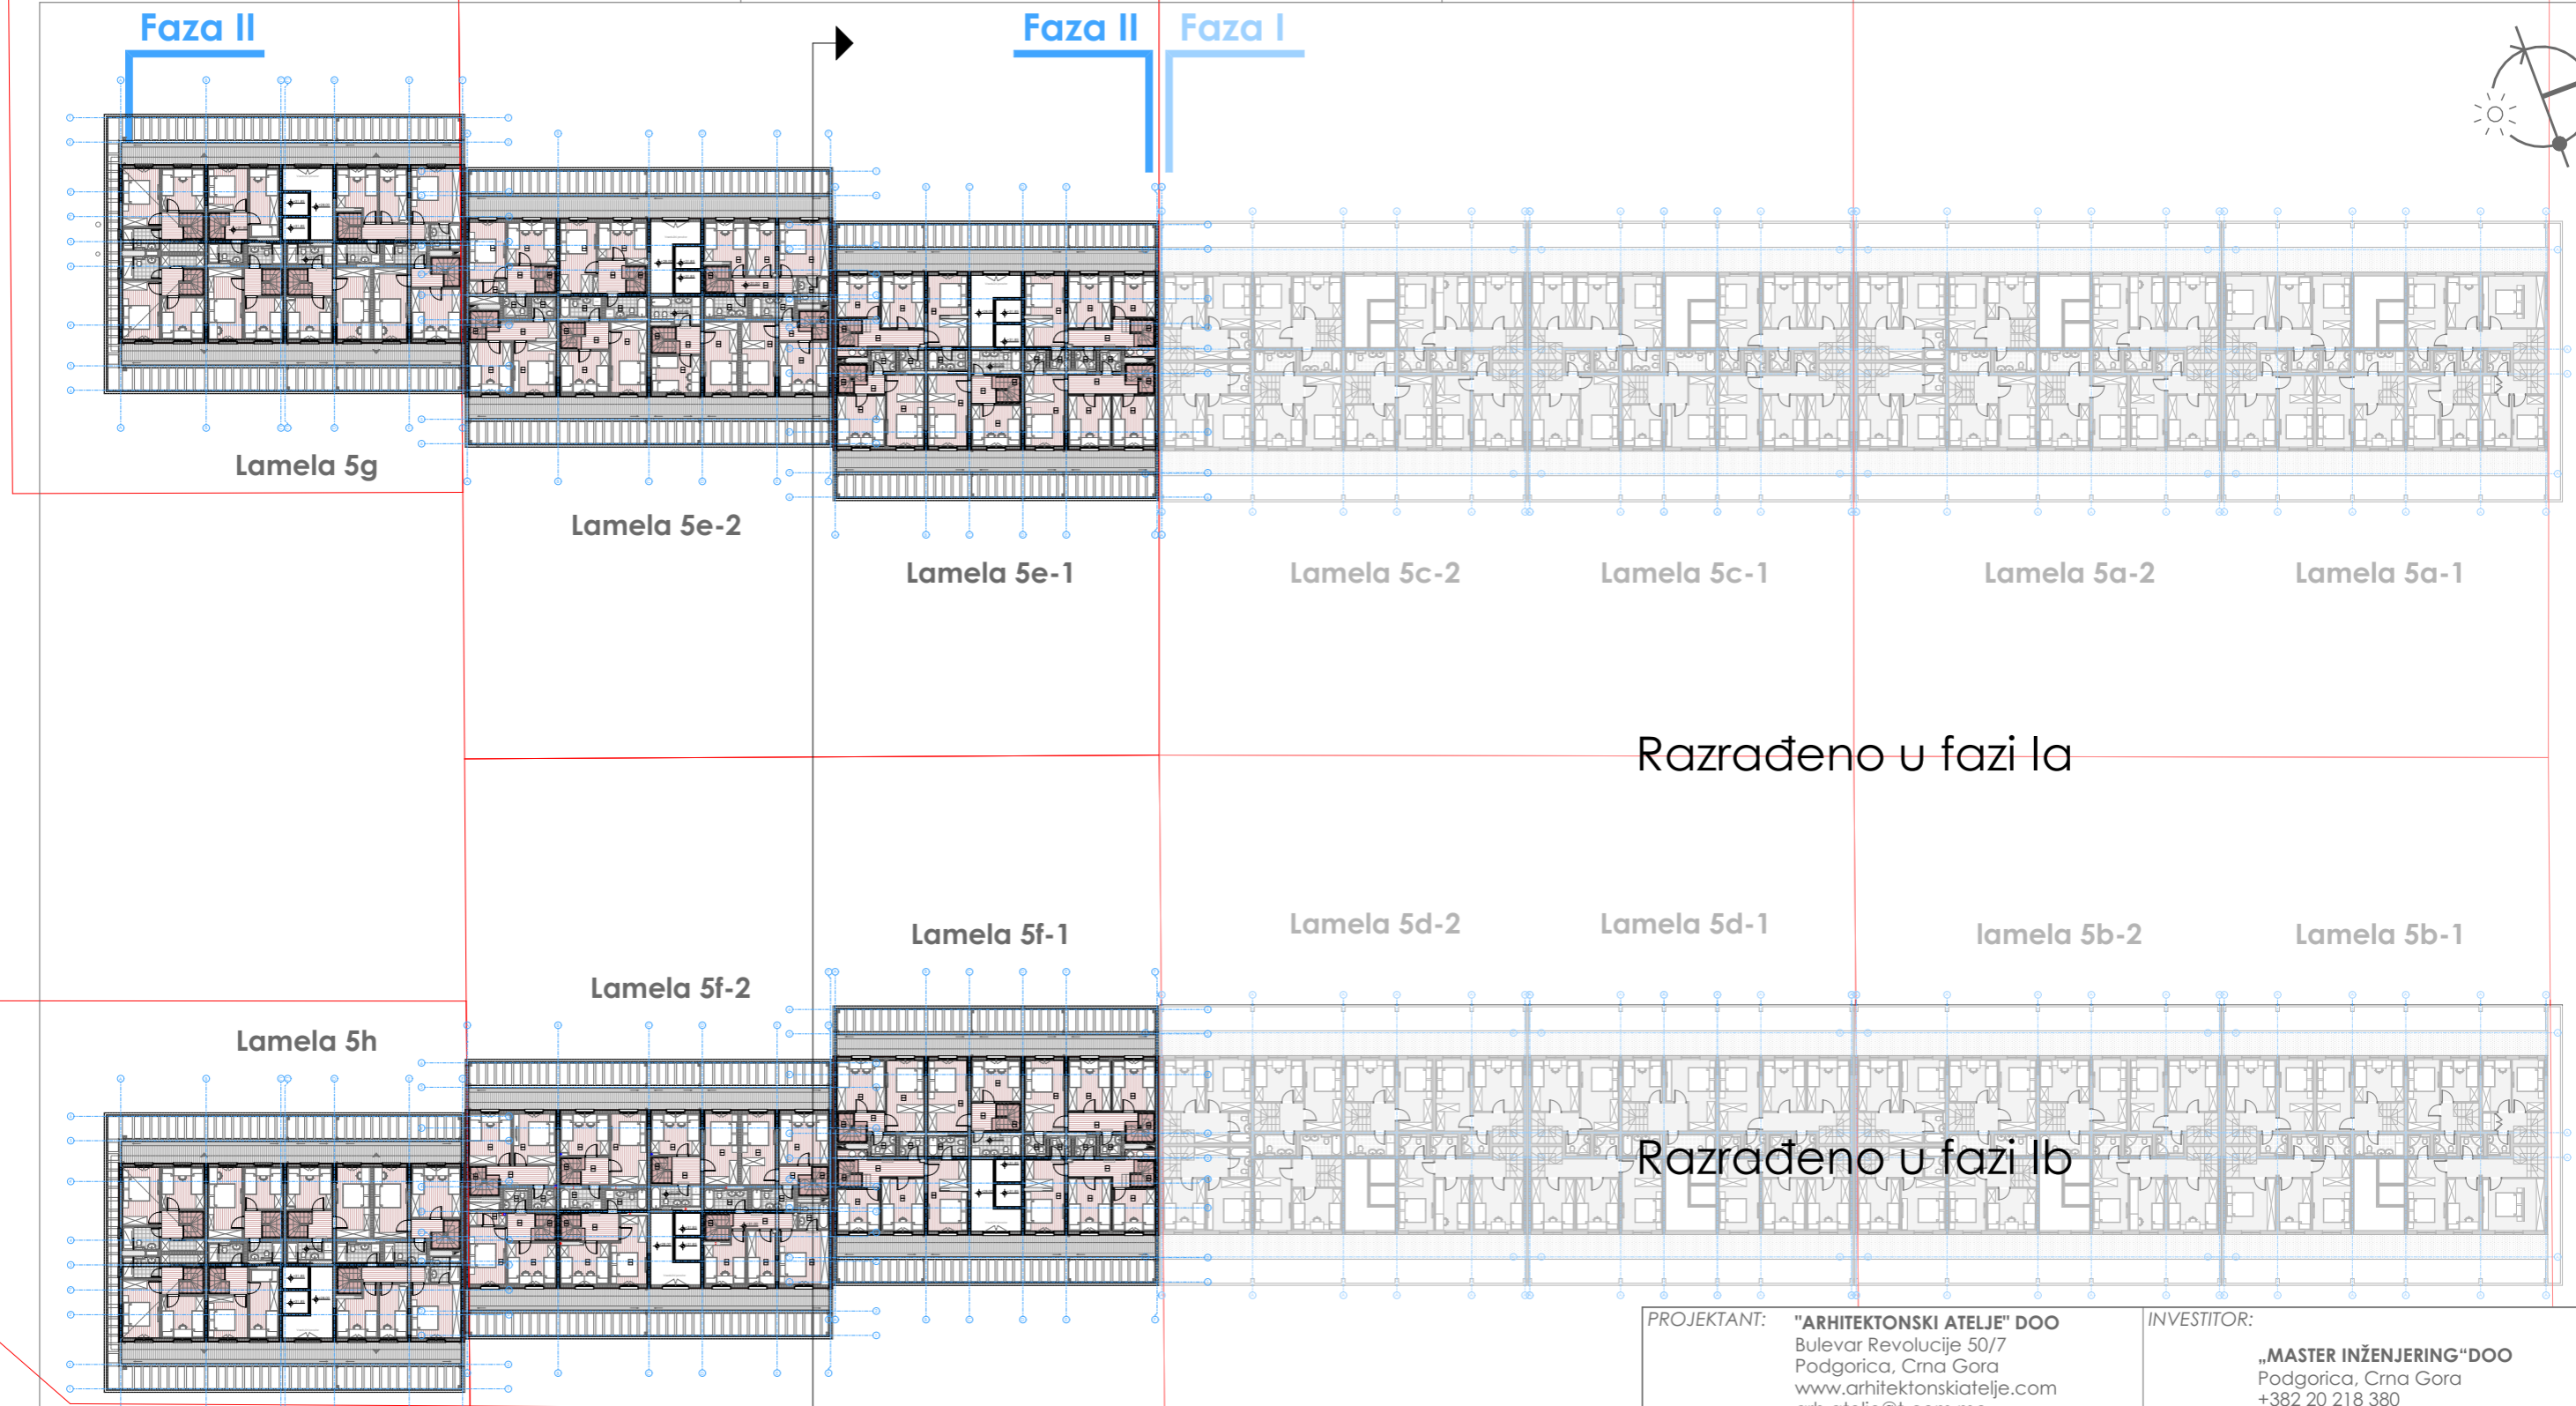 Faza II
Faza II
Faza I
Lamela 5g
Lamela 5e-2
Lamela 5e-1
Lamela 5c-2
Lamela 5c-1
Lamela 5a-2
Lamela 5a-1
Razrađeno u fazi Ia
Lamela 5h
Lamela 5f-2
Lamela 5f-1
Lamela 5d-2
Lamela 5d-1
lamela 5b-2
Lamela 5b-1
Razrađeno u fazi Ib
PROJEKTANT:
"ARHITEKTONSKI ATELJE" DOO
Bulevar Revolucije 50/7
Podgorica, Crna Gora
www.arhitektonskiatelje.com
INVESTITOR:
„MASTER INŽENJERING“DOO
Podgorica, Crna Gora
+382 20 218 380